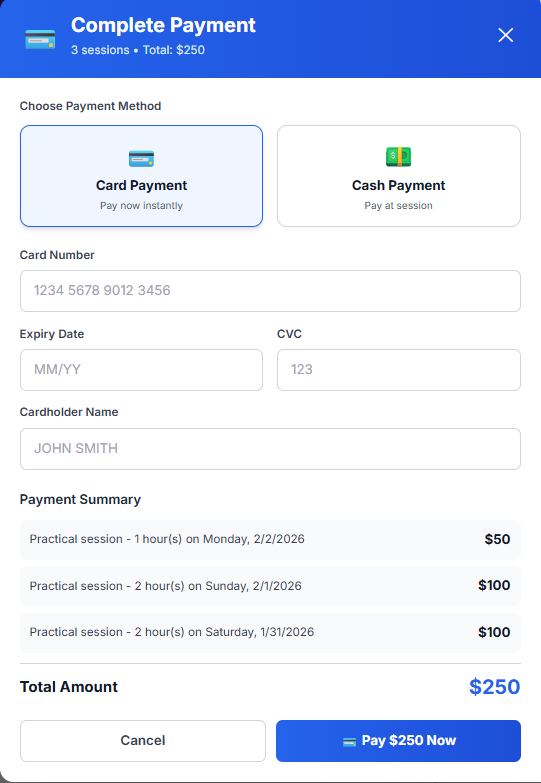 Complete Payment
3 sessions • Total: $250
Choose Payment Method
Card Payment
Pay now instantly
Cash Payment
Pay at session
Card Number
1234 5678 9012 3456
Expiry Date
CVC
MM/YY
123
Cardholder Name
JOHN SMITH
Payment Summary
Practical session - 1 hour(s) on Monday, 2/2/2026 $50
Practical session - 2 hour(s) on Sunday, 2/1/2026 $100
Practical session - 2 hour(s) on Saturday, 1/31/2026 $100
Total Amount $250
Cancel
Pay $250 Now